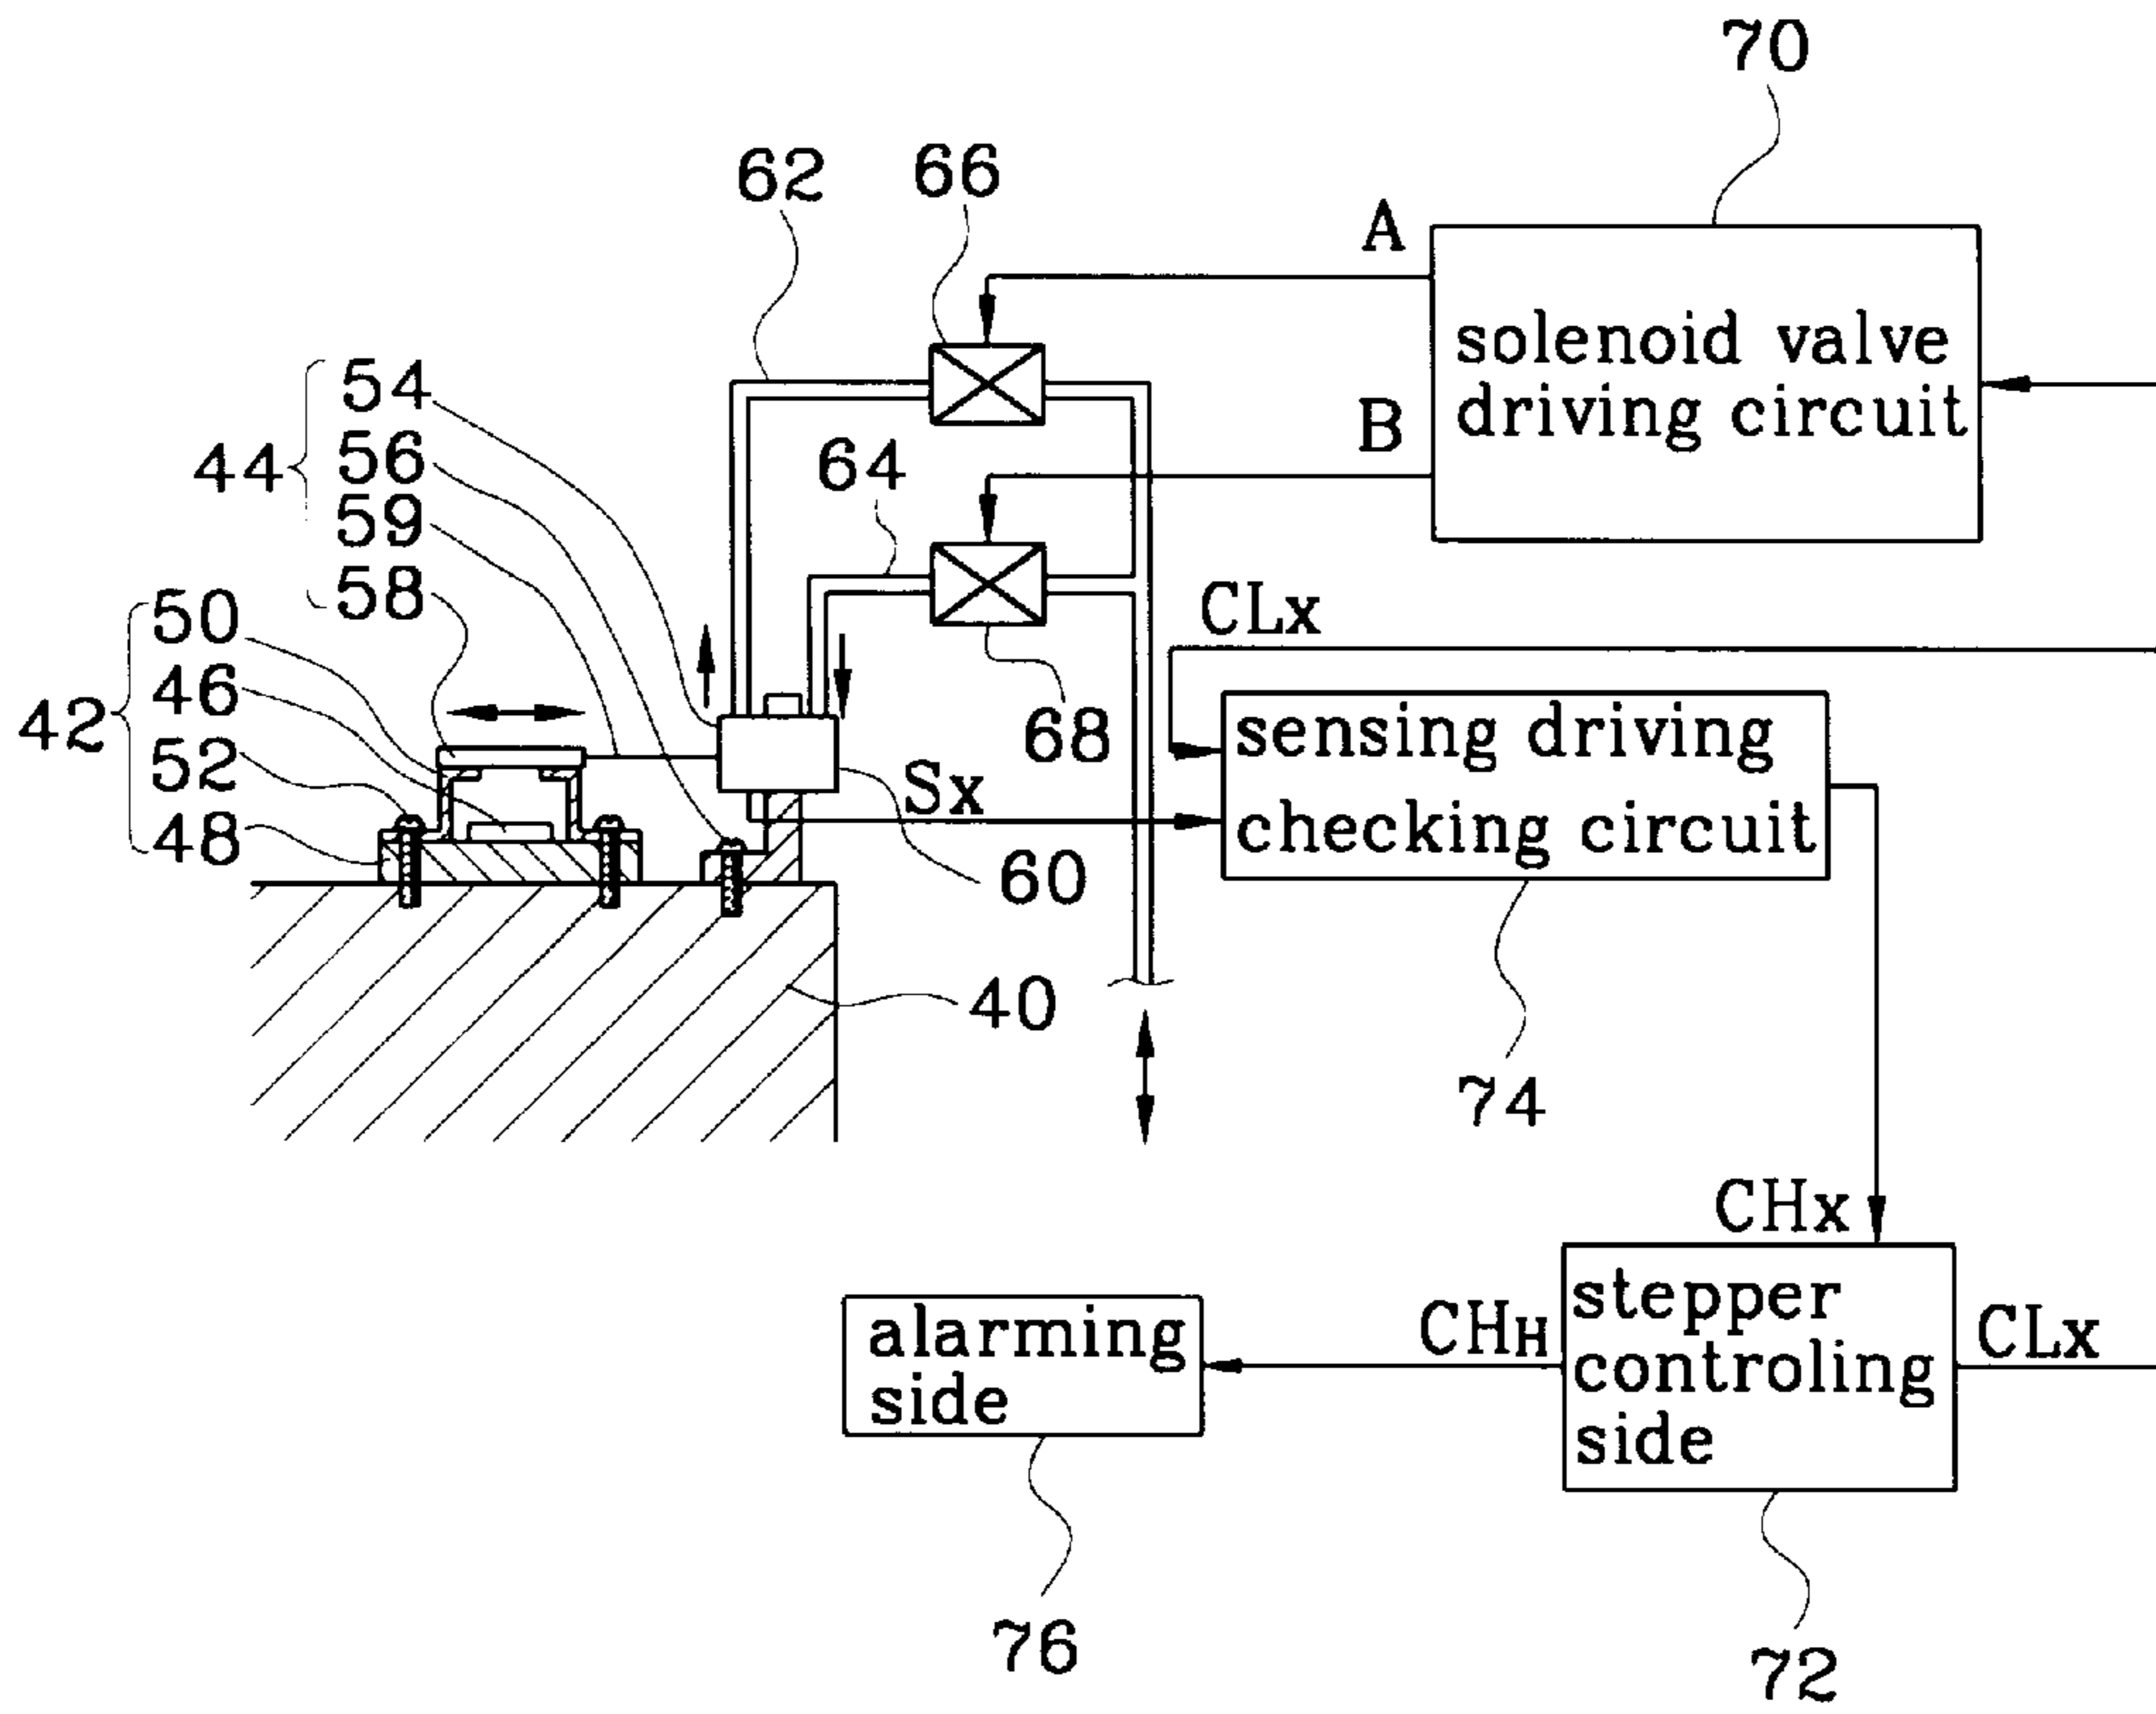 70
62
66
A
solenoid valve
driving circuit
B
54
44
56
64
59
58
CLx
50
46
42
52
48
68
sensing driving
checking circuit
Sx
60
40
74
CHx
stepper
controling
side
CHH
CLx
alarming
side
76
72